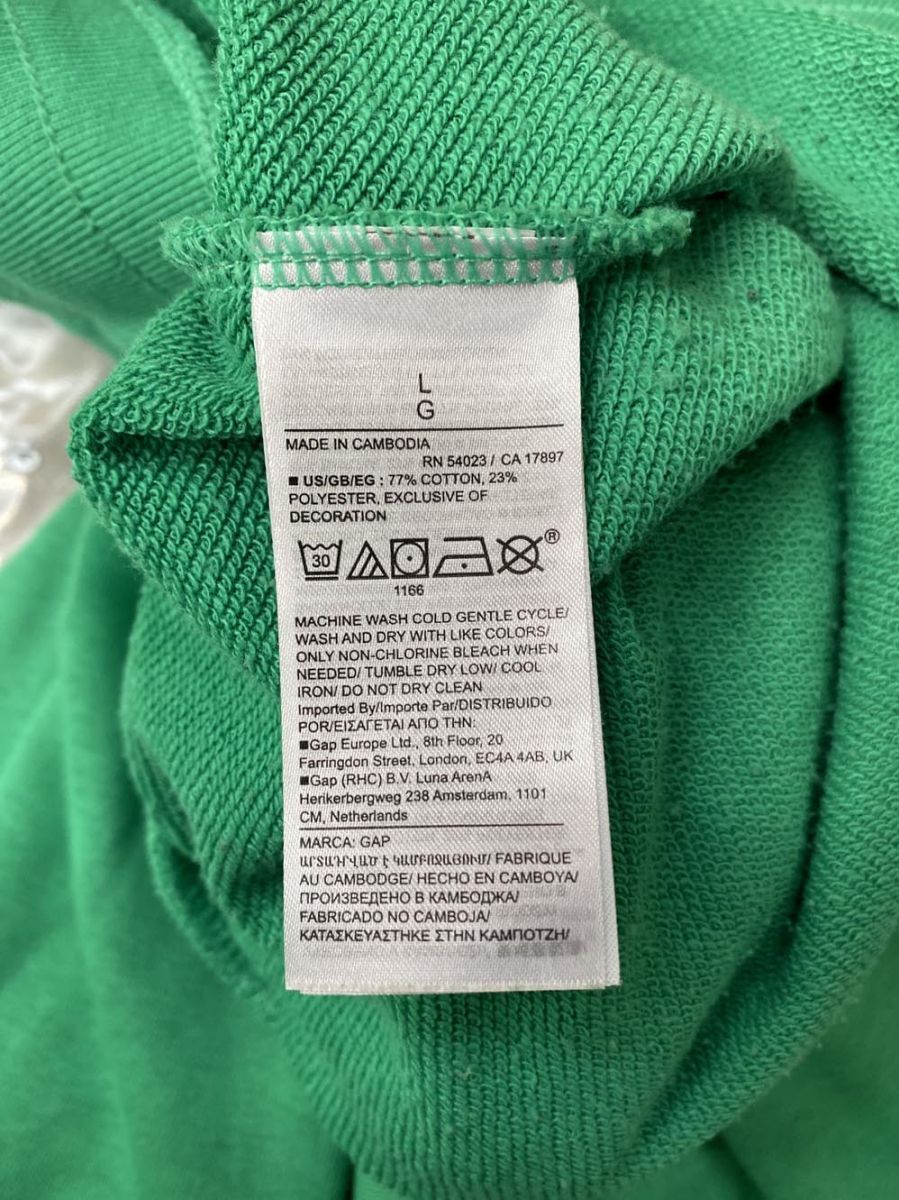 L
G
MADE IN CAMBODIA
RN 54023 / CA 17897
■ US/GB/EG : 77% COTTON, 23%
POLYESTER, EXCLUSIVE OF
DECORATION
30
®
1166
MACHINE WASH COLD GENTLE CYCLE/
WASH AND DRY WITH LIKE COLORS/
ONLY NON-CHLORINE BLEACH WHEN
NEEDED/ TUMBLE DRY LOW/ COOL
IRON/ DO NOT DRY CLEAN
Imported By/Importe Par/DISTRIBUIDO
POR/ΕΙΣΑΓΕΤΑΙ ΑΠΟ ΤΗΝ:
■Gap Europe Ltd., 8th Floor, 20
Farringdon Street, London, EC4A 4AB, UK
■Gap (RHC) B.V. Luna ArenA
Herikerbergweg 238 Amsterdam, 1101
CM, Netherlands
MARCA: GAP
ԱՐՏԱԴՐՎԱԾ Է ԿԱՄԲՈՋԱՅՈՒՄ/ FABRIQUE
AU CAMBODGE/ HECHO EN CAMBOYA/
ПРОИЗВЕДЕНО В КАМБОДЖА/
FABRICADO NO CAMBOJA/
ΚΑΤΑΣΚΕΥΑΣΤΗΚΕ ΣΤΗΝ ΚΑΜΠΟΤΖΗ/